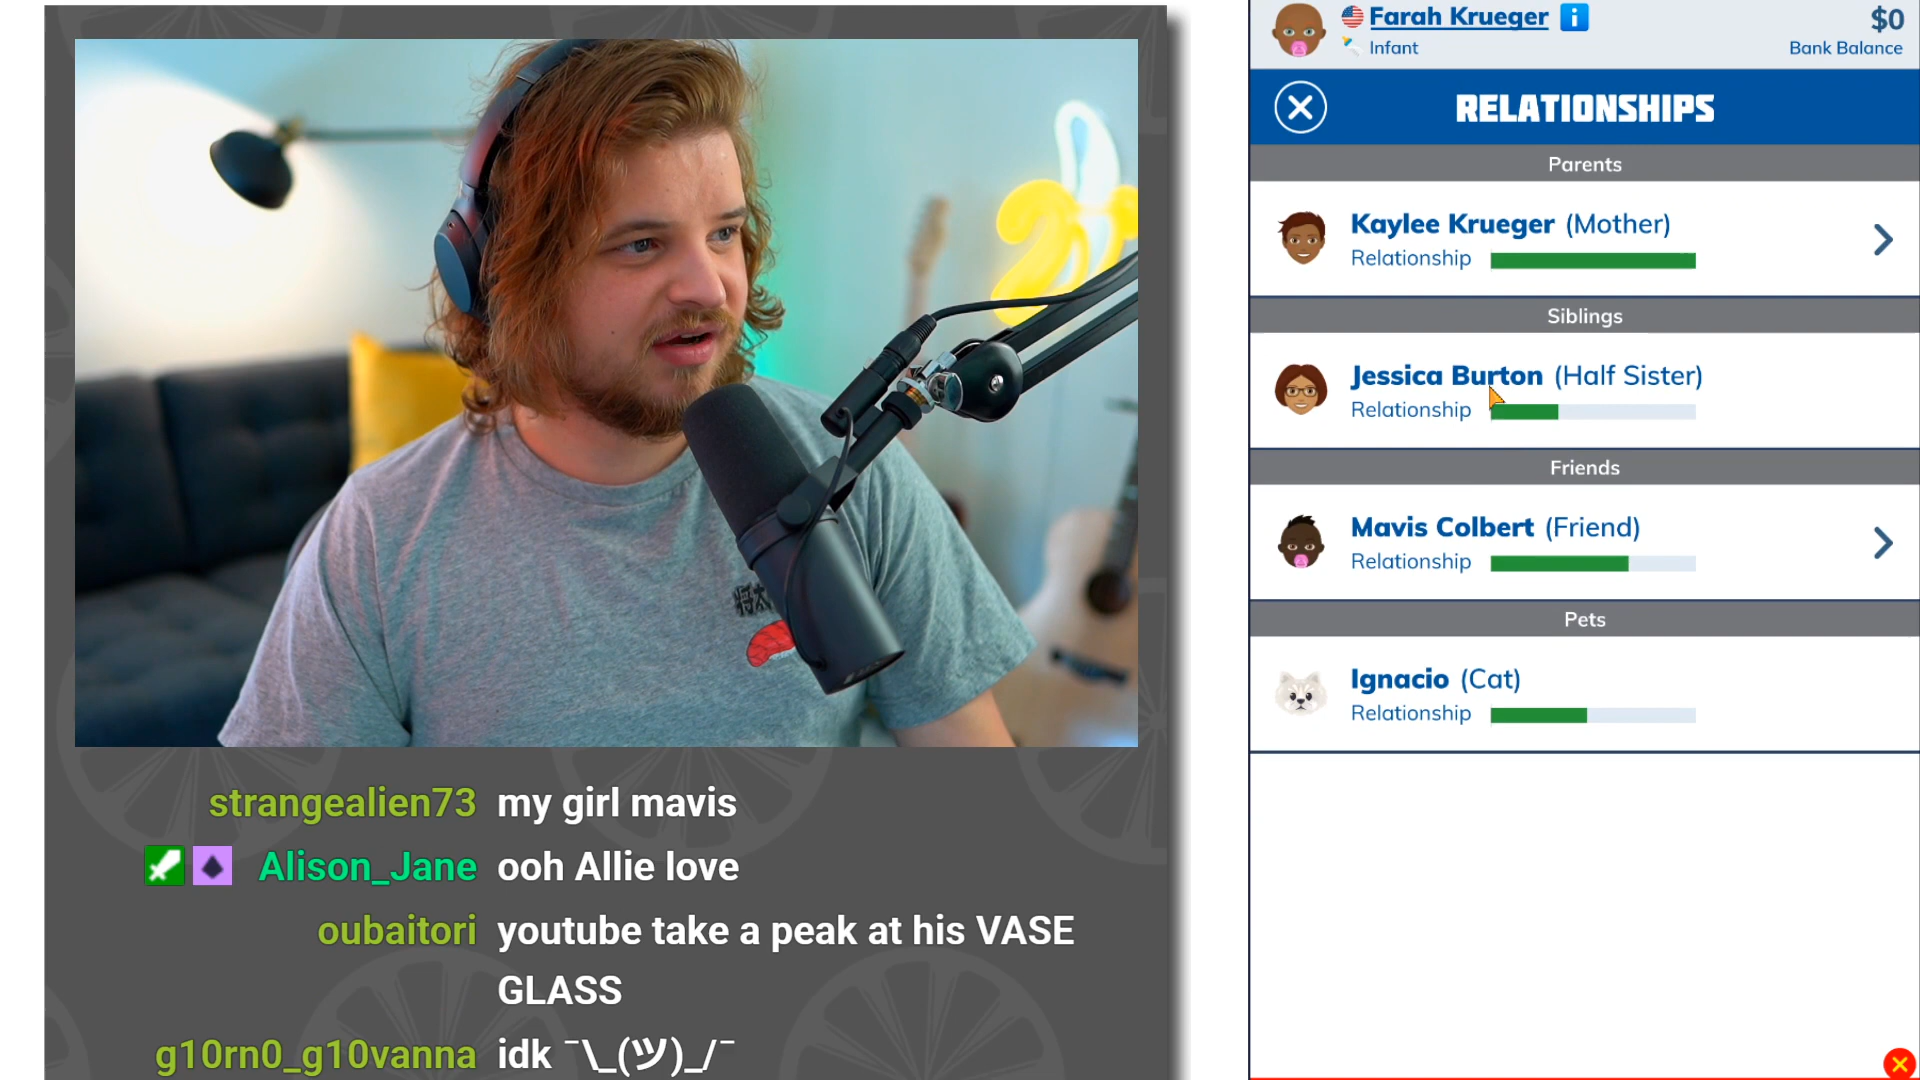 strangealien73 my girl mavis
Alison_Jane ooh Allie love
oubaitori youtube take a peak at his VASE
GLASS
g10rn0_g10vanna idk ¯\_(ツ)_/¯
Farah Krueger i
Infant
$0
Bank Balance
RELATIONSHIPS
Parents
Kaylee Krueger (Mother)
Relationship
Siblings
Jessica Burton (Half Sister)
Relationship
Friends
Mavis Colbert (Friend)
Relationship
Pets
Ignacio (Cat)
Relationship